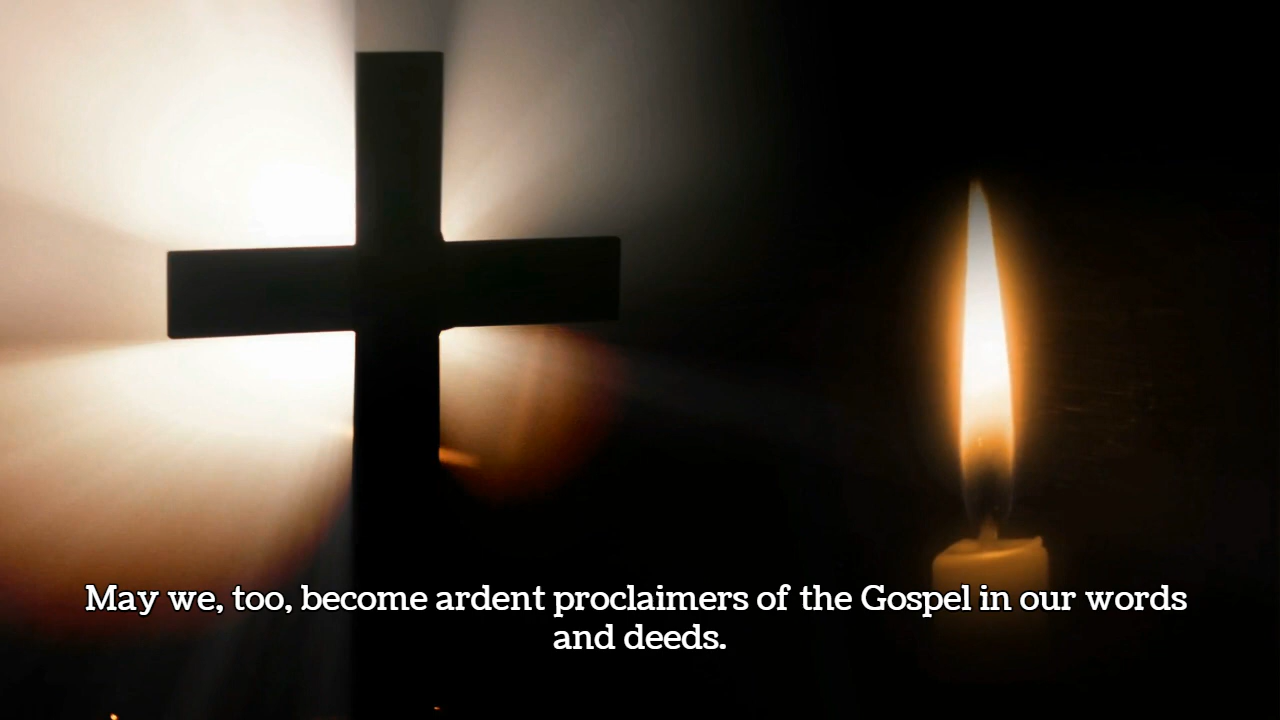 May we, too, become ardent proclaimers of the Gospel in our words
and deeds.